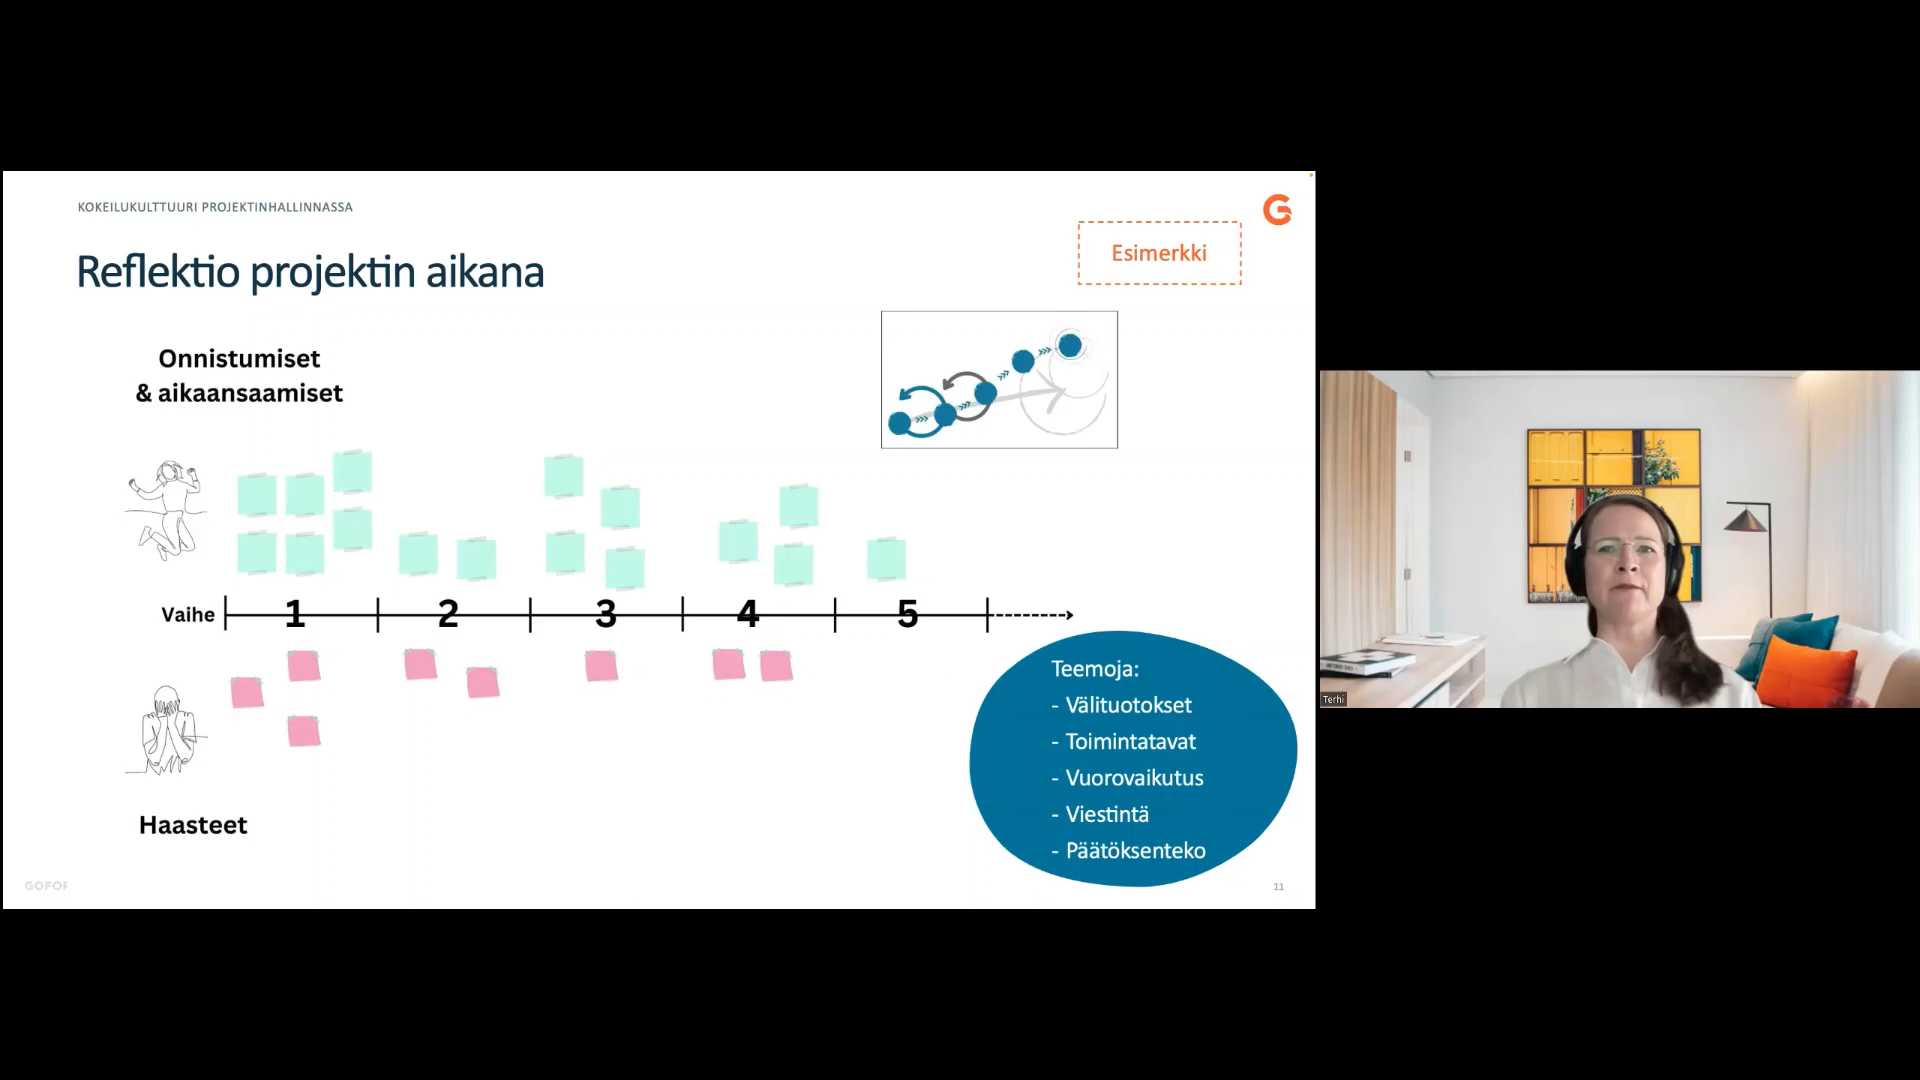 KOKEILUKULTTUURI PROJEKTINHALLINNASSA
Reflektio projektin aikana
Esimerkki
Onnistumiset
& aikaansaamiset
Vaihe 1 2 3 4 5
Teemoja:
- Välituotokset
- Toimintatavat
- Vuorovaikutus
- Viestintä
- Päätöksenteko
Haasteet
11
Terhi